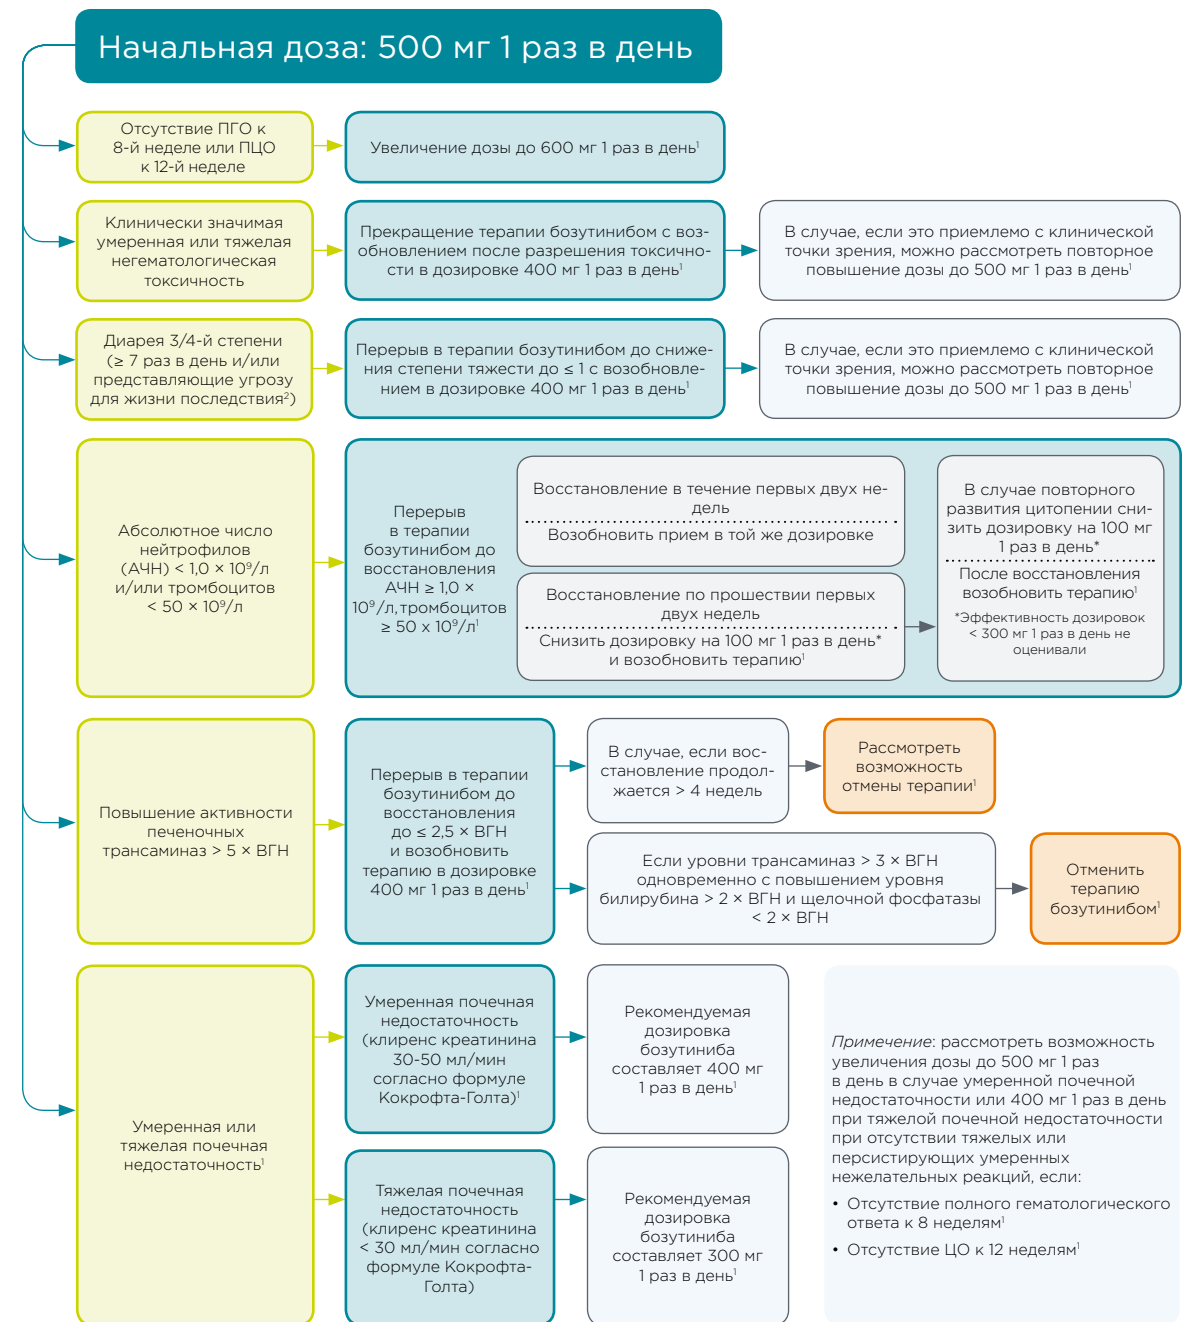 Начальная доза: 500 мг 1 раз в день
Отсутствие ПГО к
8-й неделе или ПЦО
к 12-й неделе
Увеличение дозы до 600 мг 1 раз в день¹
Клинически значимая
умеренная или тяжелая
негематологическая
токсичность
Прекращение терапии бозутинибом с воз-
обновлением после разрешения токсично-
сти в дозировке 400 мг 1 раз в день¹
В случае, если это приемлемо с клинической
точки зрения, можно рассмотреть повторное
повышение дозы до 500 мг 1 раз в день¹
Диарея 3/4-й степени
(≥ 7 раз в день и/или
представляющие угрозу
для жизни последствия²)
Перерыв в терапии бозутинибом до сниже-
ния степени тяжести до ≤ 1 с возобновле-
нием в дозировке 400 мг 1 раз в день¹
В случае, если это приемлемо с клинической
точки зрения, можно рассмотреть повторное
повышение дозы до 500 мг 1 раз в день¹
Абсолютное число
нейтрофилов
(АЧН) < 1,0 × 10⁹/л
и/или тромбоцитов
< 50 × 10⁹/л
Перерыв
в терапии
бозутинибом до
восстановления
АЧН ≥ 1,0 ×
10⁹/л, тромбоцитов
≥ 50 x 10⁹/л¹
Восстановление в течение первых двух не-
дель
Возобновить прием в той же дозировке
Восстановление по прошествии первых
двух недель
Снизить дозировку на 100 мг 1 раз в день*
и возобновить терапию¹
В случае повторного
развития цитопении сни-
зить дозировку на 100 мг
1 раз в день*
После восстановления
возобновить терапию¹
*Эффективность дозировок
< 300 мг 1 раз в день не
оценивали
Повышение активности
печеночных
трансаминаз > 5 × ВГН
Перерыв в терапии
бозутинибом до
восстановления
до ≤ 2,5 × ВГН
и возобновить
терапию в дозировке
400 мг 1 раз в день¹
В случае, если вос-
становление продол-
жается > 4 недель
Рассмотреть
возможность
отмены терапии¹
Если уровни трансаминаз > 3 × ВГН
одновременно с повышением уровня
билирубина > 2 × ВГН и щелочной фосфатазы
< 2 × ВГН
Отменить
терапию
бозутинибом¹
Умеренная или
тяжелая почечная
недостаточность¹
Умеренная почечная
недостаточность
(клиренс креатинина
30-50 мл/мин
согласно формуле
Кокрофта-Голта)¹
Рекомендуемая
дозировка
бозутиниба
составляет 400 мг
1 раз в день¹
Тяжелая почечная
недостаточность
(клиренс креатинина
< 30 мл/мин согласно
формуле Кокрофта-
Голта)
Рекомендуемая
дозировка
бозутиниба
составляет 300 мг
1 раз в день¹
Примечание: рассмотреть возможность
увеличения дозы до 500 мг 1 раз
в день в случае умеренной почечной
недостаточности или 400 мг 1 раз в день
при тяжелой почечной недостаточности
при отсутствии тяжелых или
персистирующих умеренных
нежелательных реакций, если:
• Отсутствие полного гематологического
ответа к 8 неделям¹
• Отсутствие ЦО к 12 неделям¹